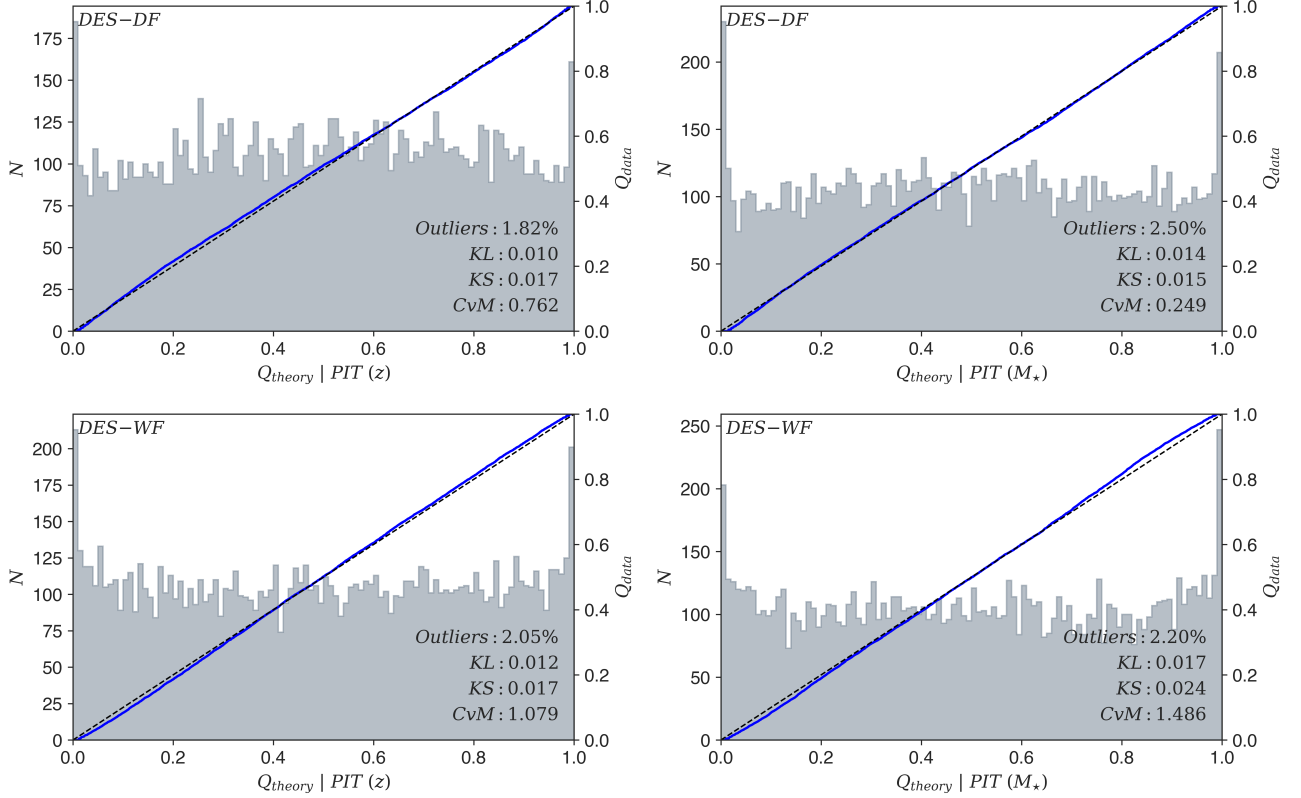 DES−DF
N
175
150
125
100
75
50
25
0
1.0
0.8
0.6
0.4
0.2
0.0
Q_data
Outliers : 1.82%
KL : 0.010
KS : 0.017
CvM : 0.762
0.0 0.2 0.4 0.6 0.8 1.0
Q_theory | PIT (z)
DES−DF
N
200
150
100
50
0
1.0
0.8
0.6
0.4
0.2
0.0
Q_data
Outliers : 2.50%
KL : 0.014
KS : 0.015
CvM : 0.249
0.0 0.2 0.4 0.6 0.8 1.0
Q_theory | PIT (M⋆)
DES−WF
N
200
175
150
125
100
75
50
25
0
1.0
0.8
0.6
0.4
0.2
0.0
Q_data
Outliers : 2.05%
KL : 0.012
KS : 0.017
CvM : 1.079
0.0 0.2 0.4 0.6 0.8 1.0
Q_theory | PIT (z)
DES−WF
N
250
200
150
100
50
0
1.0
0.8
0.6
0.4
0.2
0.0
Q_data
Outliers : 2.20%
KL : 0.017
KS : 0.024
CvM : 1.486
0.0 0.2 0.4 0.6 0.8 1.0
Q_theory | PIT (M⋆)